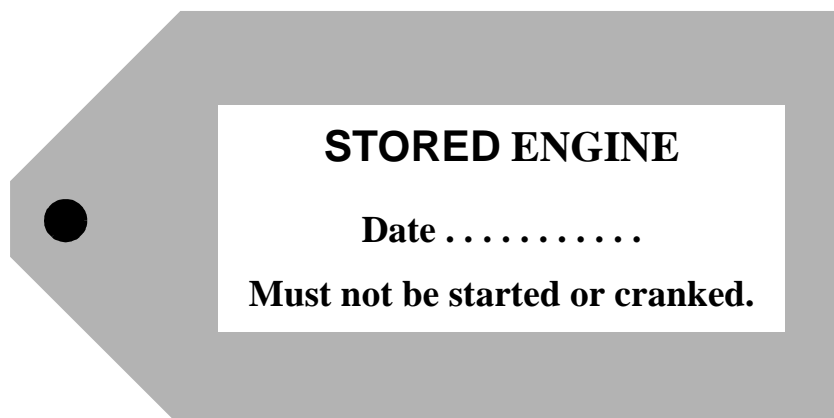 STORED ENGINE
Date . . . . . . . . . . .
Must not be started or cranked.